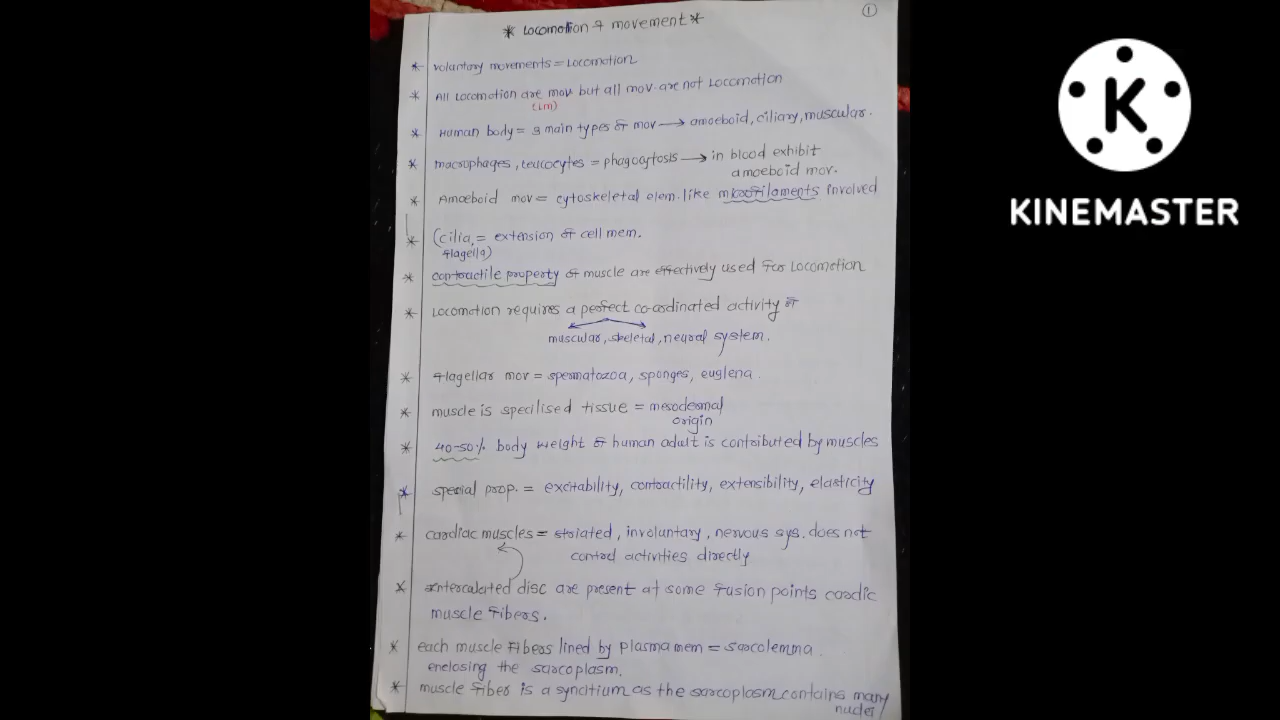 ①
* Locomotion & movement *
* voluntary movements = Locomotion
* All Locomotion are mov. but all mov. are not Locomotion
(im)
* Human body = 3 main types of mov → amoeboid, ciliary, muscular.
* macrophages, leucocytes = phagocytosis → in blood exhibit
amoeboid mov.
* Amoeboid mov = cytoskeletal elem. like microfilaments involved
* (cilia, = extension of cell mem.
flagella)
* contractile property of muscle are effectively used for Locomotion
* Locomotion requires a perfect co-ordinated activity of
muscular, skeletal, neural system.
* flagellar mov = spermatozoa, sponges, euglena.
* muscle is specilised tissue = mesodermal
origin
* 40-50% body weight of human adult is contributed by muscles
* special prop. = excitability, contractility, extensibility, elasticity
* cardiac muscles = striated, involuntary, nervous sys. does not
control activities directly
* Intercalated disc are present at some fusion points cardic
muscle fibers.
* each muscle fibers lined by plasma mem = sarcolemma.
enclosing the sarcoplasm.
* muscle fiber is a syncitium as the sarcoplasm contains many
nuclei
K
KINEMASTER